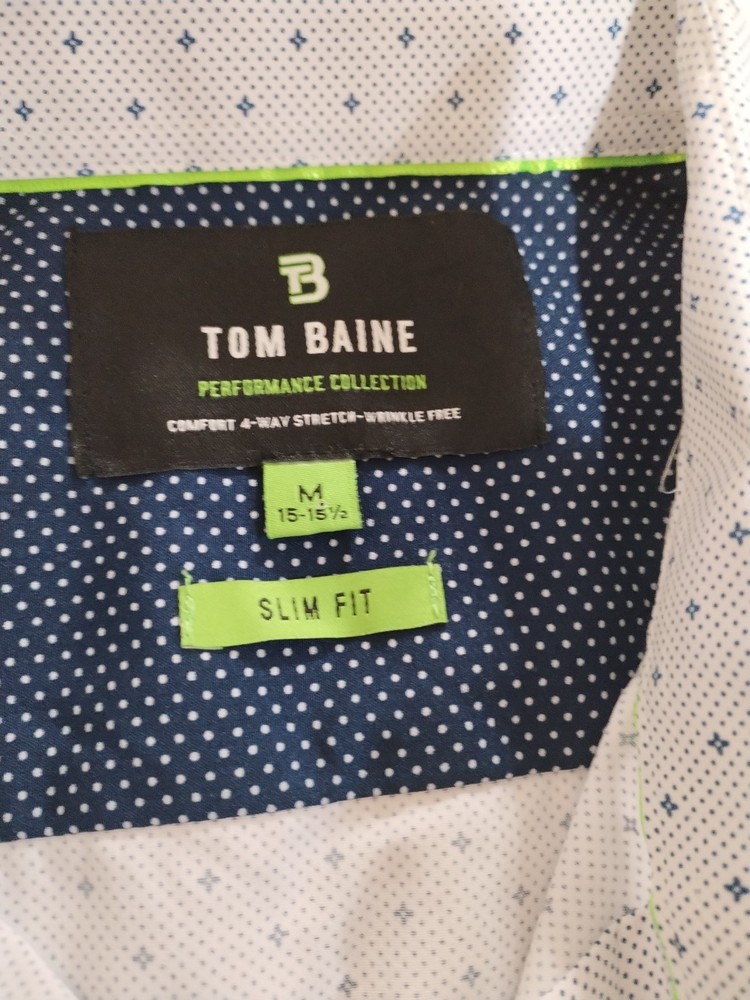 TB
TOM BAINE
PERFORMANCE COLLECTION
COMFORT 4-WAY STRETCH-WRINKLE FREE
M
15-15½
SLIM FIT